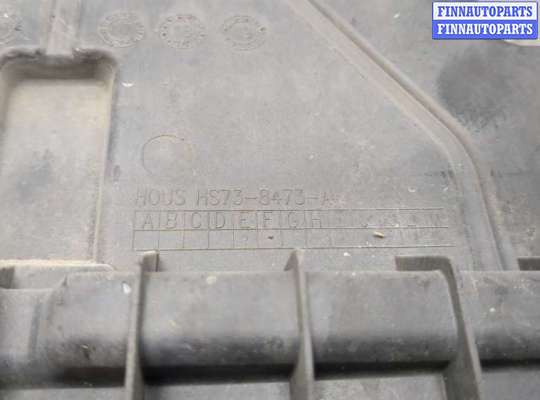 FINNAUTOPARTS
FINNAUTOPARTS
HOUS HS73-8473-A
A B C D E F G H